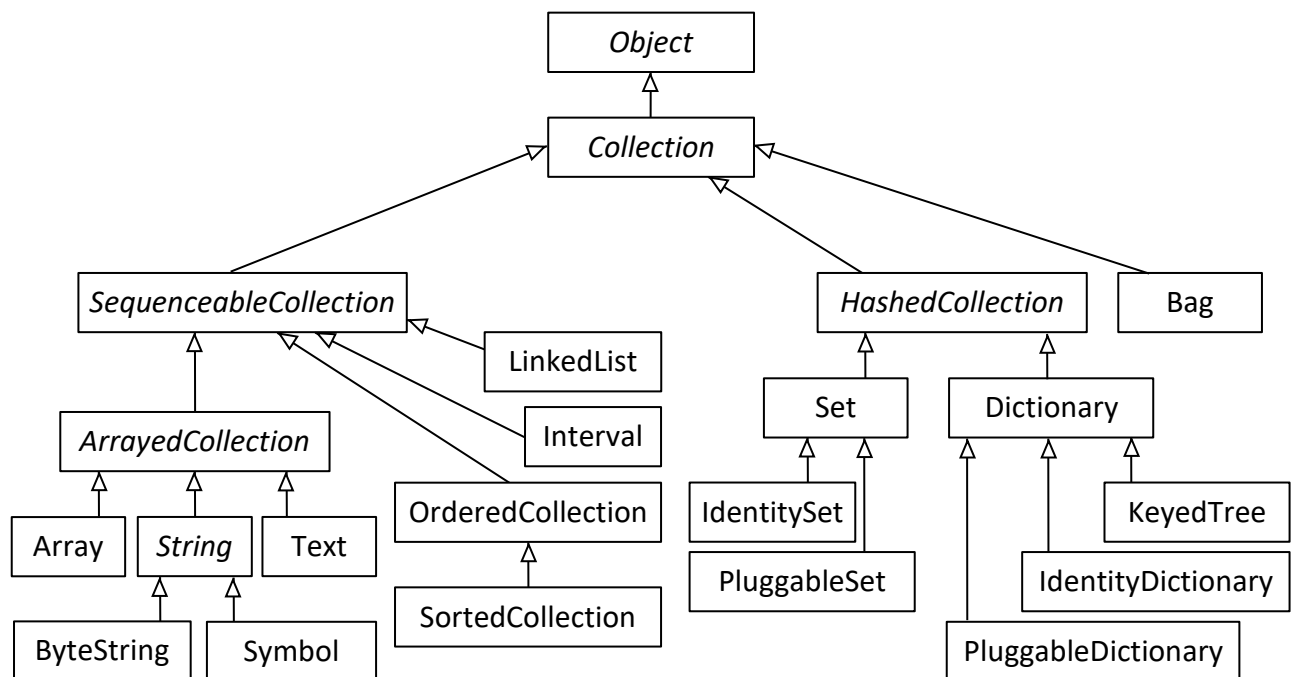 Object
Collection
SequenceableCollection
HashedCollection
Bag
LinkedList
Set
Dictionary
ArrayedCollection
Interval
OrderedCollection
IdentitySet
KeyedTree
Array
String
Text
PluggableSet
IdentityDictionary
SortedCollection
ByteString
Symbol
PluggableDictionary